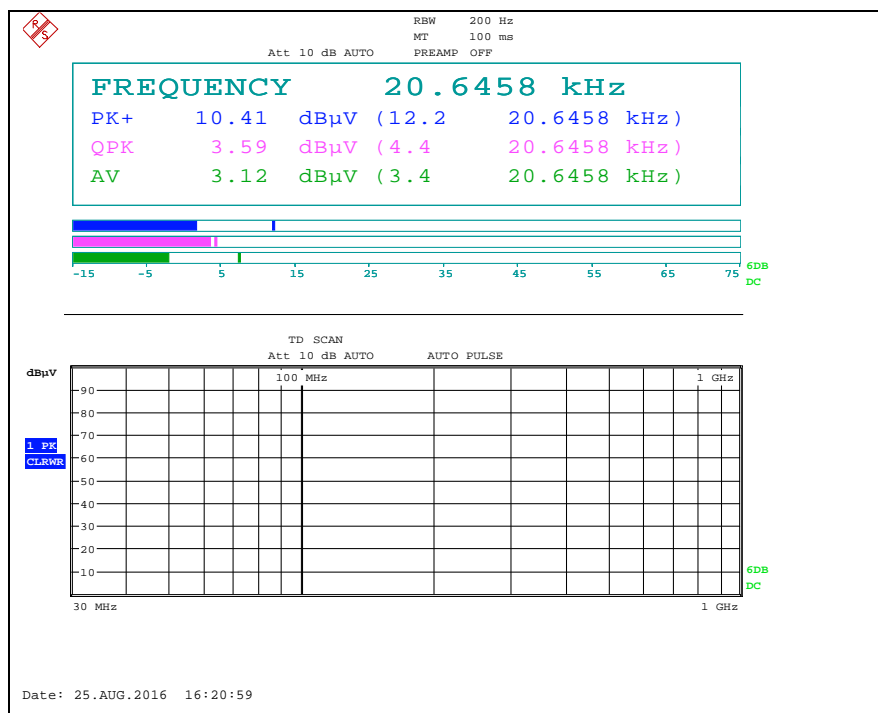 R
S
RBW 200 Hz
MT 100 ms
Att 10 dB AUTO PREAMP OFF
FREQUENCY 20.6458 kHz
PK+ 10.41 dBµV (12.2 20.6458 kHz)
QPK 3.59 dBµV (4.4 20.6458 kHz)
AV 3.12 dBµV (3.4 20.6458 kHz)
-15 -5 5 15 25 35 45 55 65 75
6DB
DC
TD SCAN
Att 10 dB AUTO AUTO PULSE
dBµV
100 MHz 1 GHz
90
80
70
1 PK
CLRWR
60
50
40
30
20
10
6DB
DC
30 MHz 1 GHz
Date: 25.AUG.2016 16:20:59